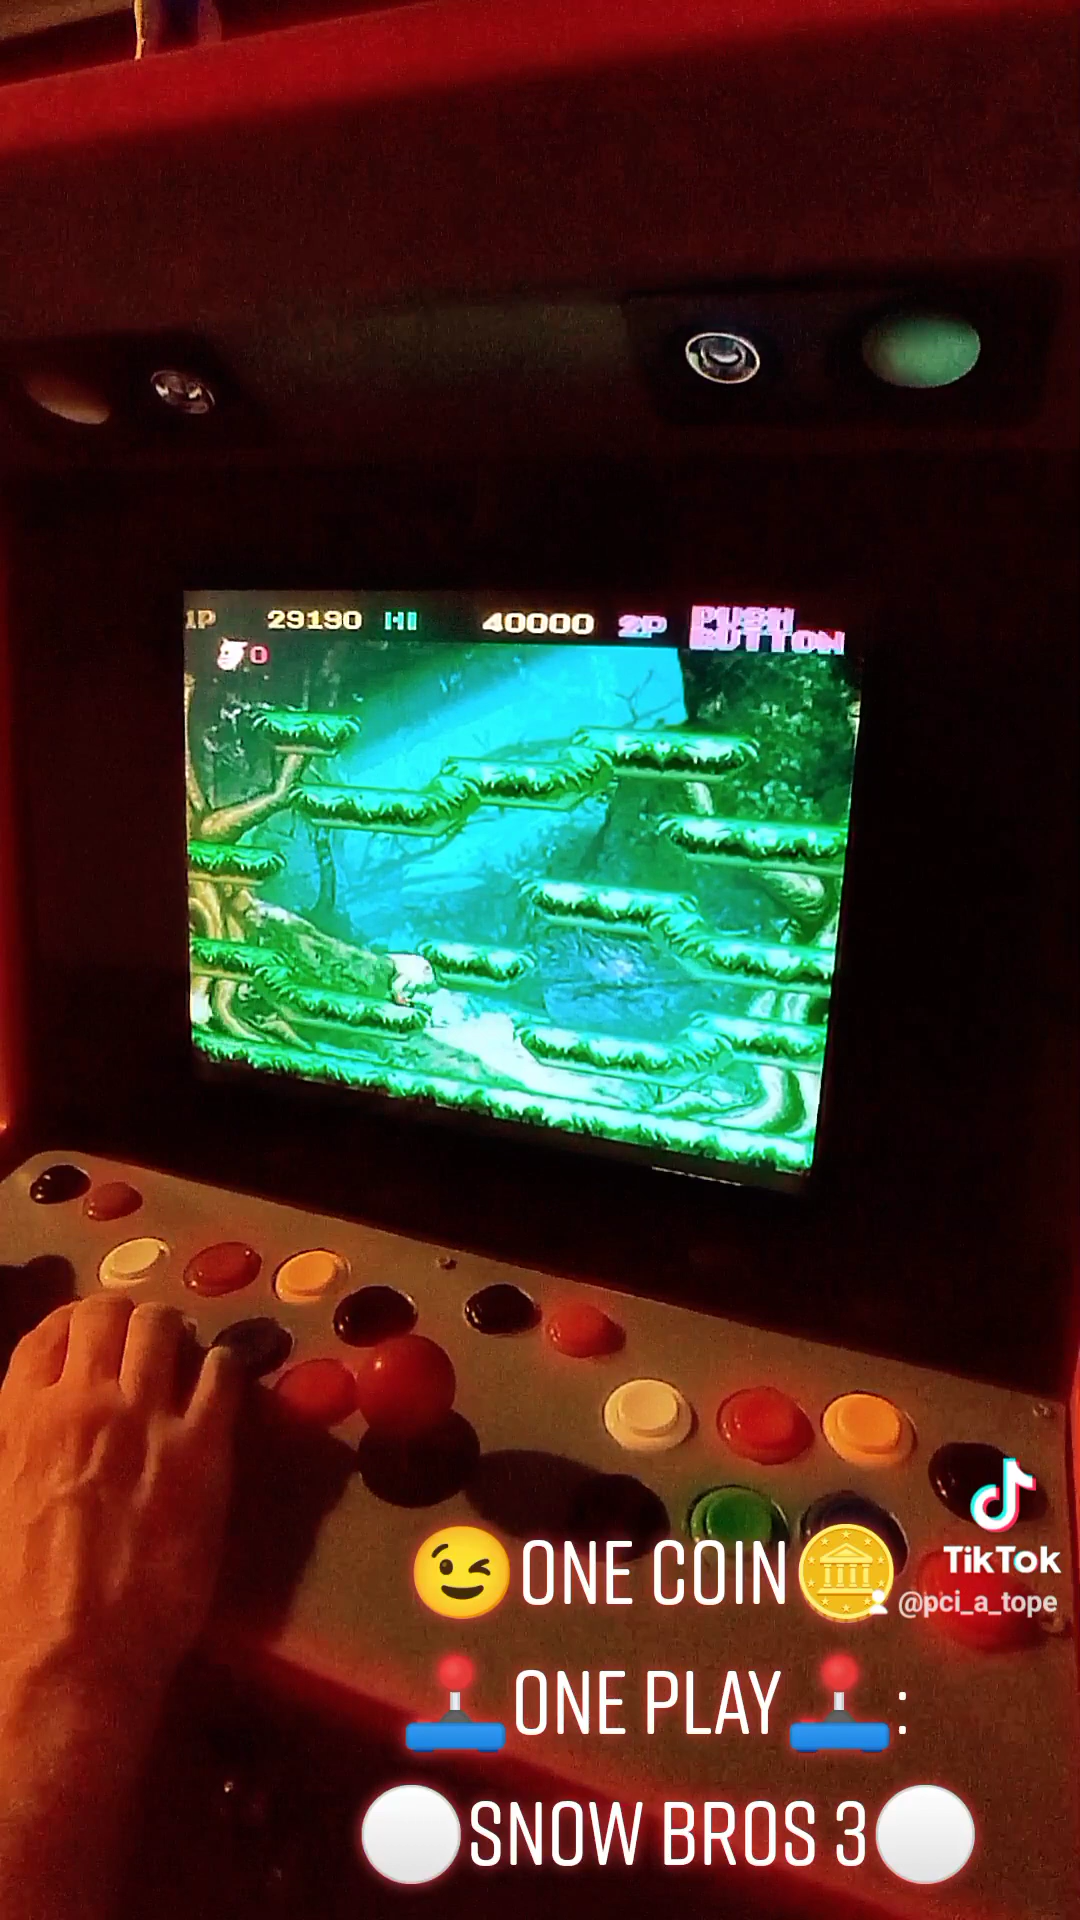 1P 29190 HI 40000 2P PUSH BUTTON
0
😉ONE COIN🪙
TikTok
@pci_a_tope
🕹️ONE PLAY🕹️:
⚪SNOW BROS 3⚪